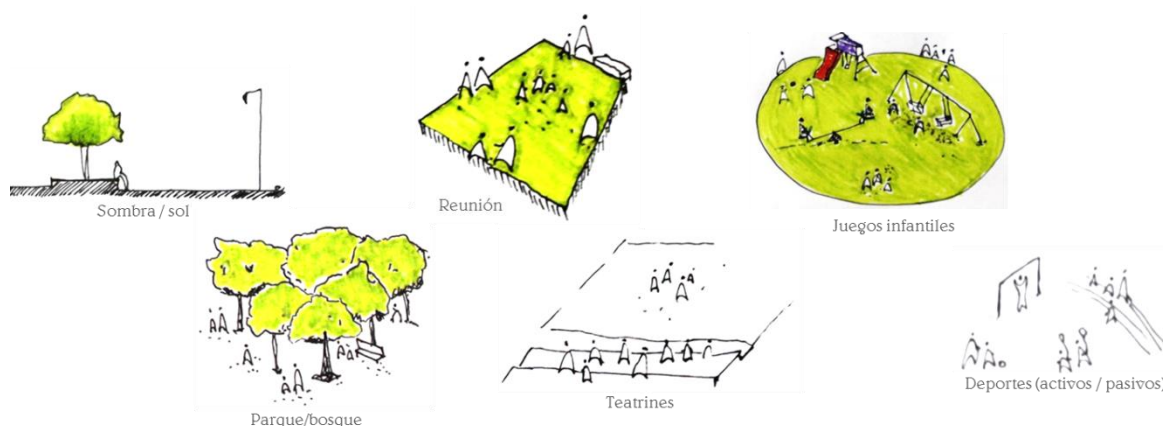 Sombra / sol
Reunión
Juegos infantiles
Parque/bosque
Teatrines
Deportes (activos / pasivos)